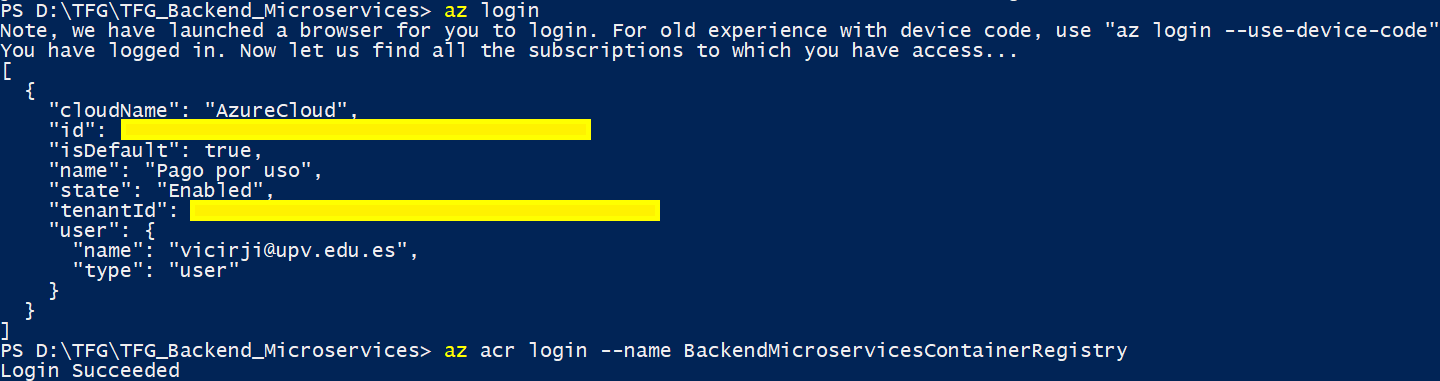 PS D:\TFG\TFG_Backend_Microservices> az login
Note, we have launched a browser for you to login. For old experience with device code, use "az login --use-device-code"
You have logged in. Now let us find all the subscriptions to which you have access...
[
  {
    "cloudName": "AzureCloud",
    "id":
    "isDefault": true,
    "name": "Pago por uso",
    "state": "Enabled",
    "tenantId":
    "user": {
      "name": "vicirji@upv.edu.es",
      "type": "user"
    }
  }
]
PS D:\TFG\TFG_Backend_Microservices> az acr login --name BackendMicroservicesContainerRegistry
Login Succeeded